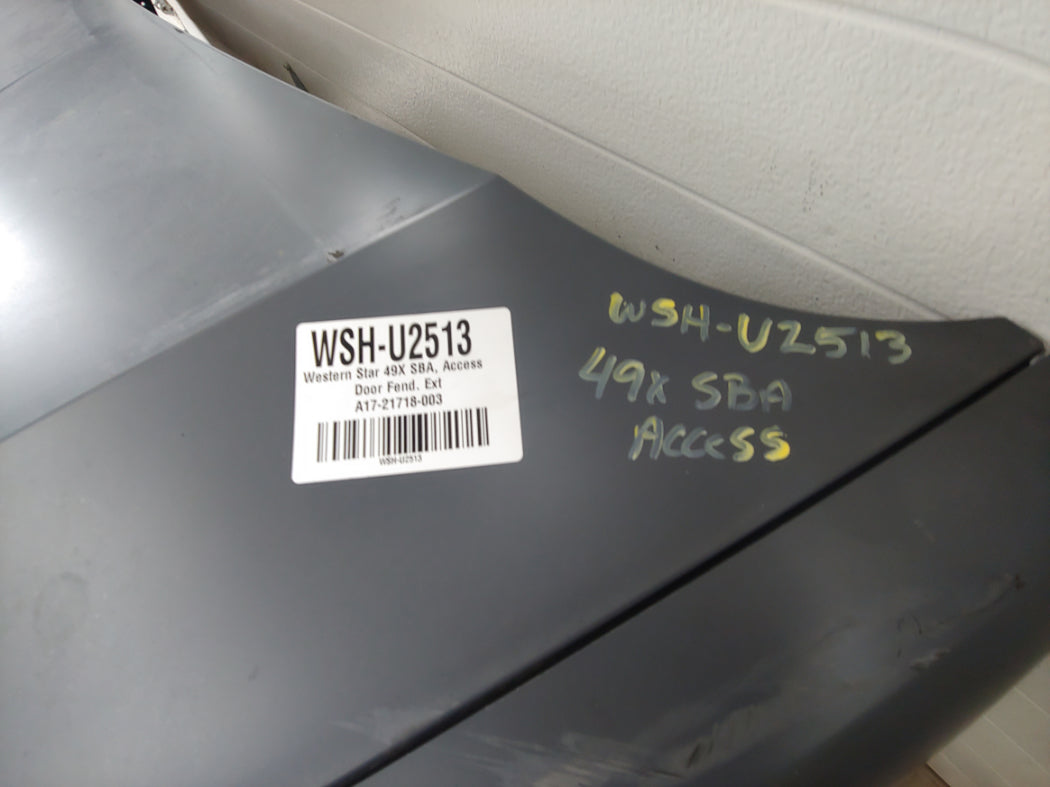 WSH-U2513
Western Star 49X SBA, Access
Door Fend. Ext
A17-21718-003
WSH-U2513
WSH-U2513
49X SBA
Access